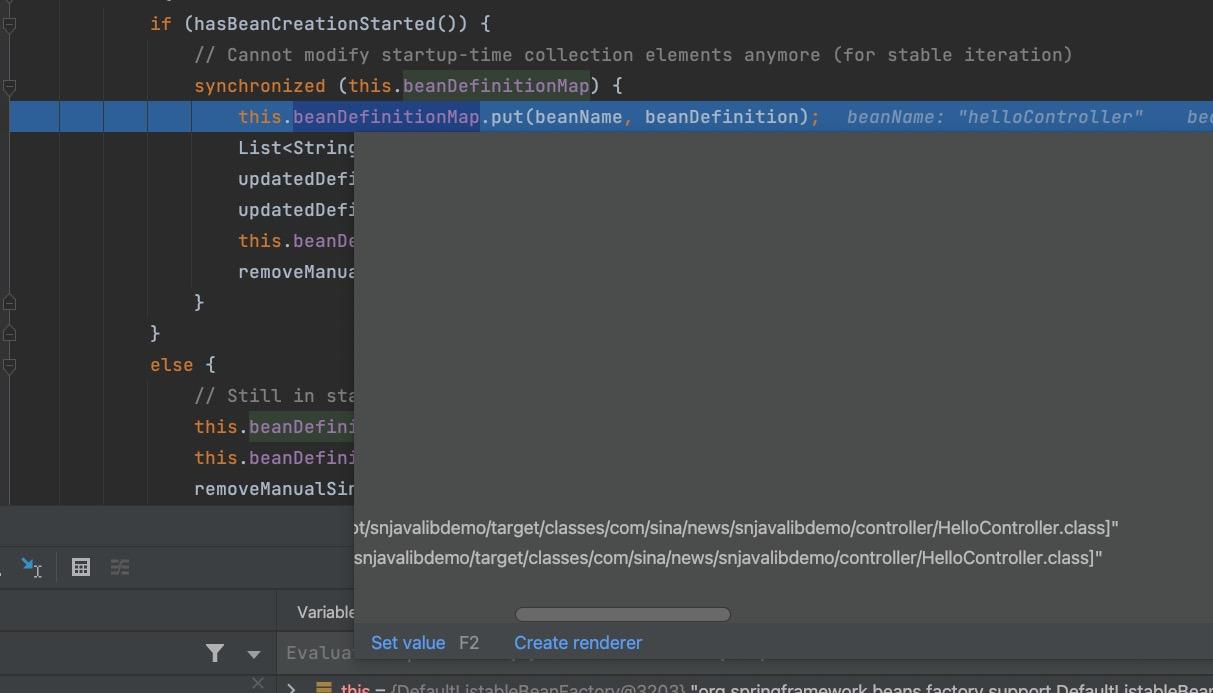 if (hasBeanCreationStarted()) {
// Cannot modify startup-time collection elements anymore (for stable iteration)
synchronized (this.beanDefinitionMap) {
this.beanDefinitionMap.put(beanName, beanDefinition); beanName: "helloController"
List<String
updatedDefi
updatedDefi
this.beanDe
removeManua
}
}
else {
// Still in sta
this.beanDefini
this.beanDefini
removeManualSin
ot/snjavalibdemo/target/classes/com/sina/news/snjavalibdemo/controller/HelloController.class]"
snjavalibdemo/target/classes/com/sina/news/snjavalibdemo/controller/HelloController.class]"
Variable
Set value F2 Create renderer
Evalua
this = {DefaultListableBeanFactory@3203} "org.springframework.beans.factory.support.DefaultListableBean